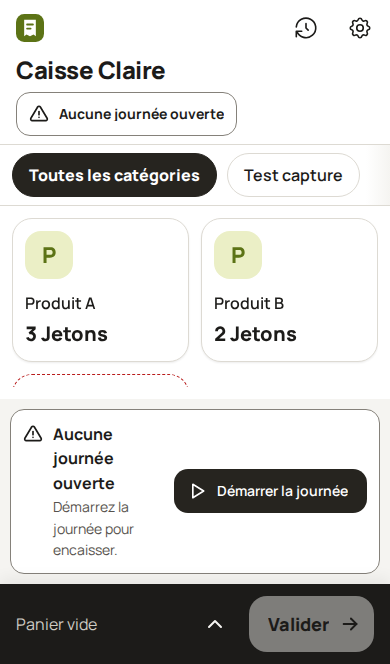 Caisse Claire
Aucune journée ouverte
Toutes les catégories
Test capture
P
P
Produit A
Produit B
3 Jetons
2 Jetons
Aucune
journée
ouverte
Démarrez la
journée pour
encaisser.
Démarrer la journée
Panier vide
Valider